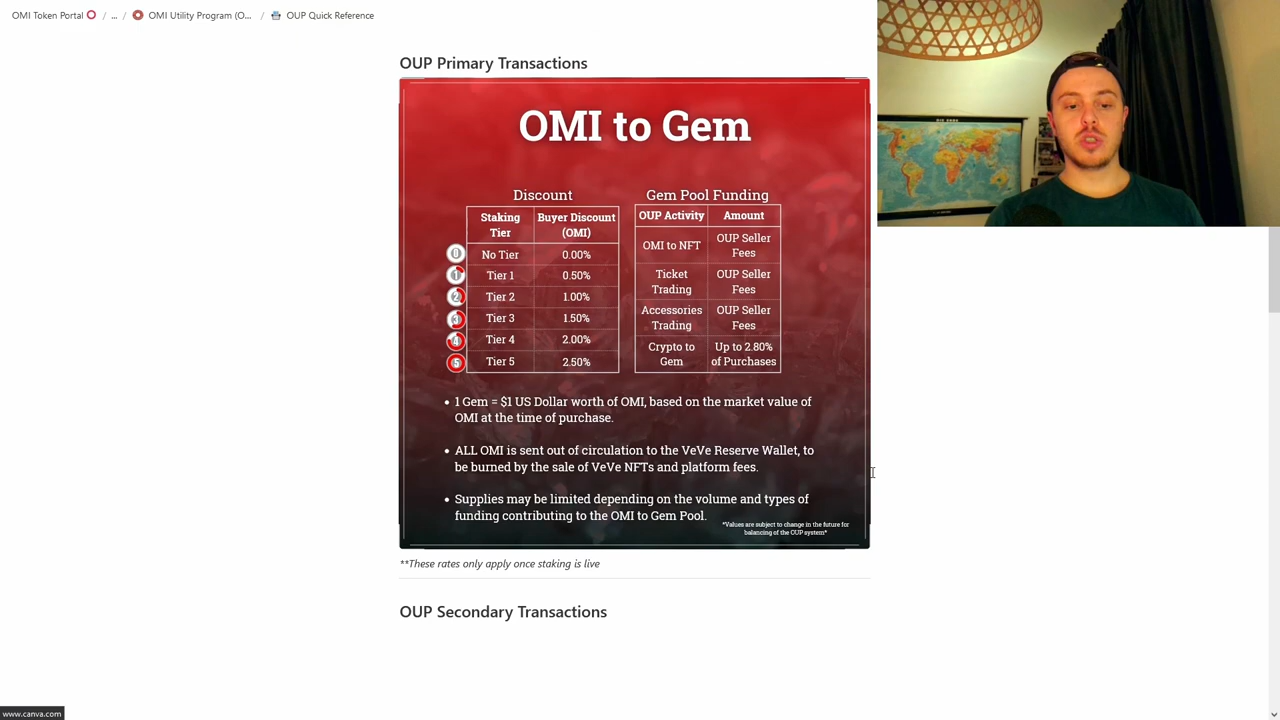 OMI Token Portal / ... / OMI Utility Program (O... / OUP Quick Reference
OUP Primary Transactions
OMI to Gem
Discount
Staking Tier Buyer Discount (OMI)
0 No Tier 0.00%
1 Tier 1 0.50%
2 Tier 2 1.00%
3 Tier 3 1.50%
4 Tier 4 2.00%
5 Tier 5 2.50%
Gem Pool Funding
OUP Activity Amount
OMI to NFT OUP Seller Fees
Ticket Trading OUP Seller Fees
Accessories Trading OUP Seller Fees
Crypto to Gem Up to 2.80% of Purchases
• 1 Gem = $1 US Dollar worth of OMI, based on the market value of
OMI at the time of purchase.
• ALL OMI is sent out of circulation to the VeVe Reserve Wallet, to
be burned by the sale of VeVe NFTs and platform fees.
• Supplies may be limited depending on the volume and types of
funding contributing to the OMI to Gem Pool.
*Values are subject to change in the future for
balancing of the OUP system*
**These rates only apply once staking is live
OUP Secondary Transactions
www.canva.com